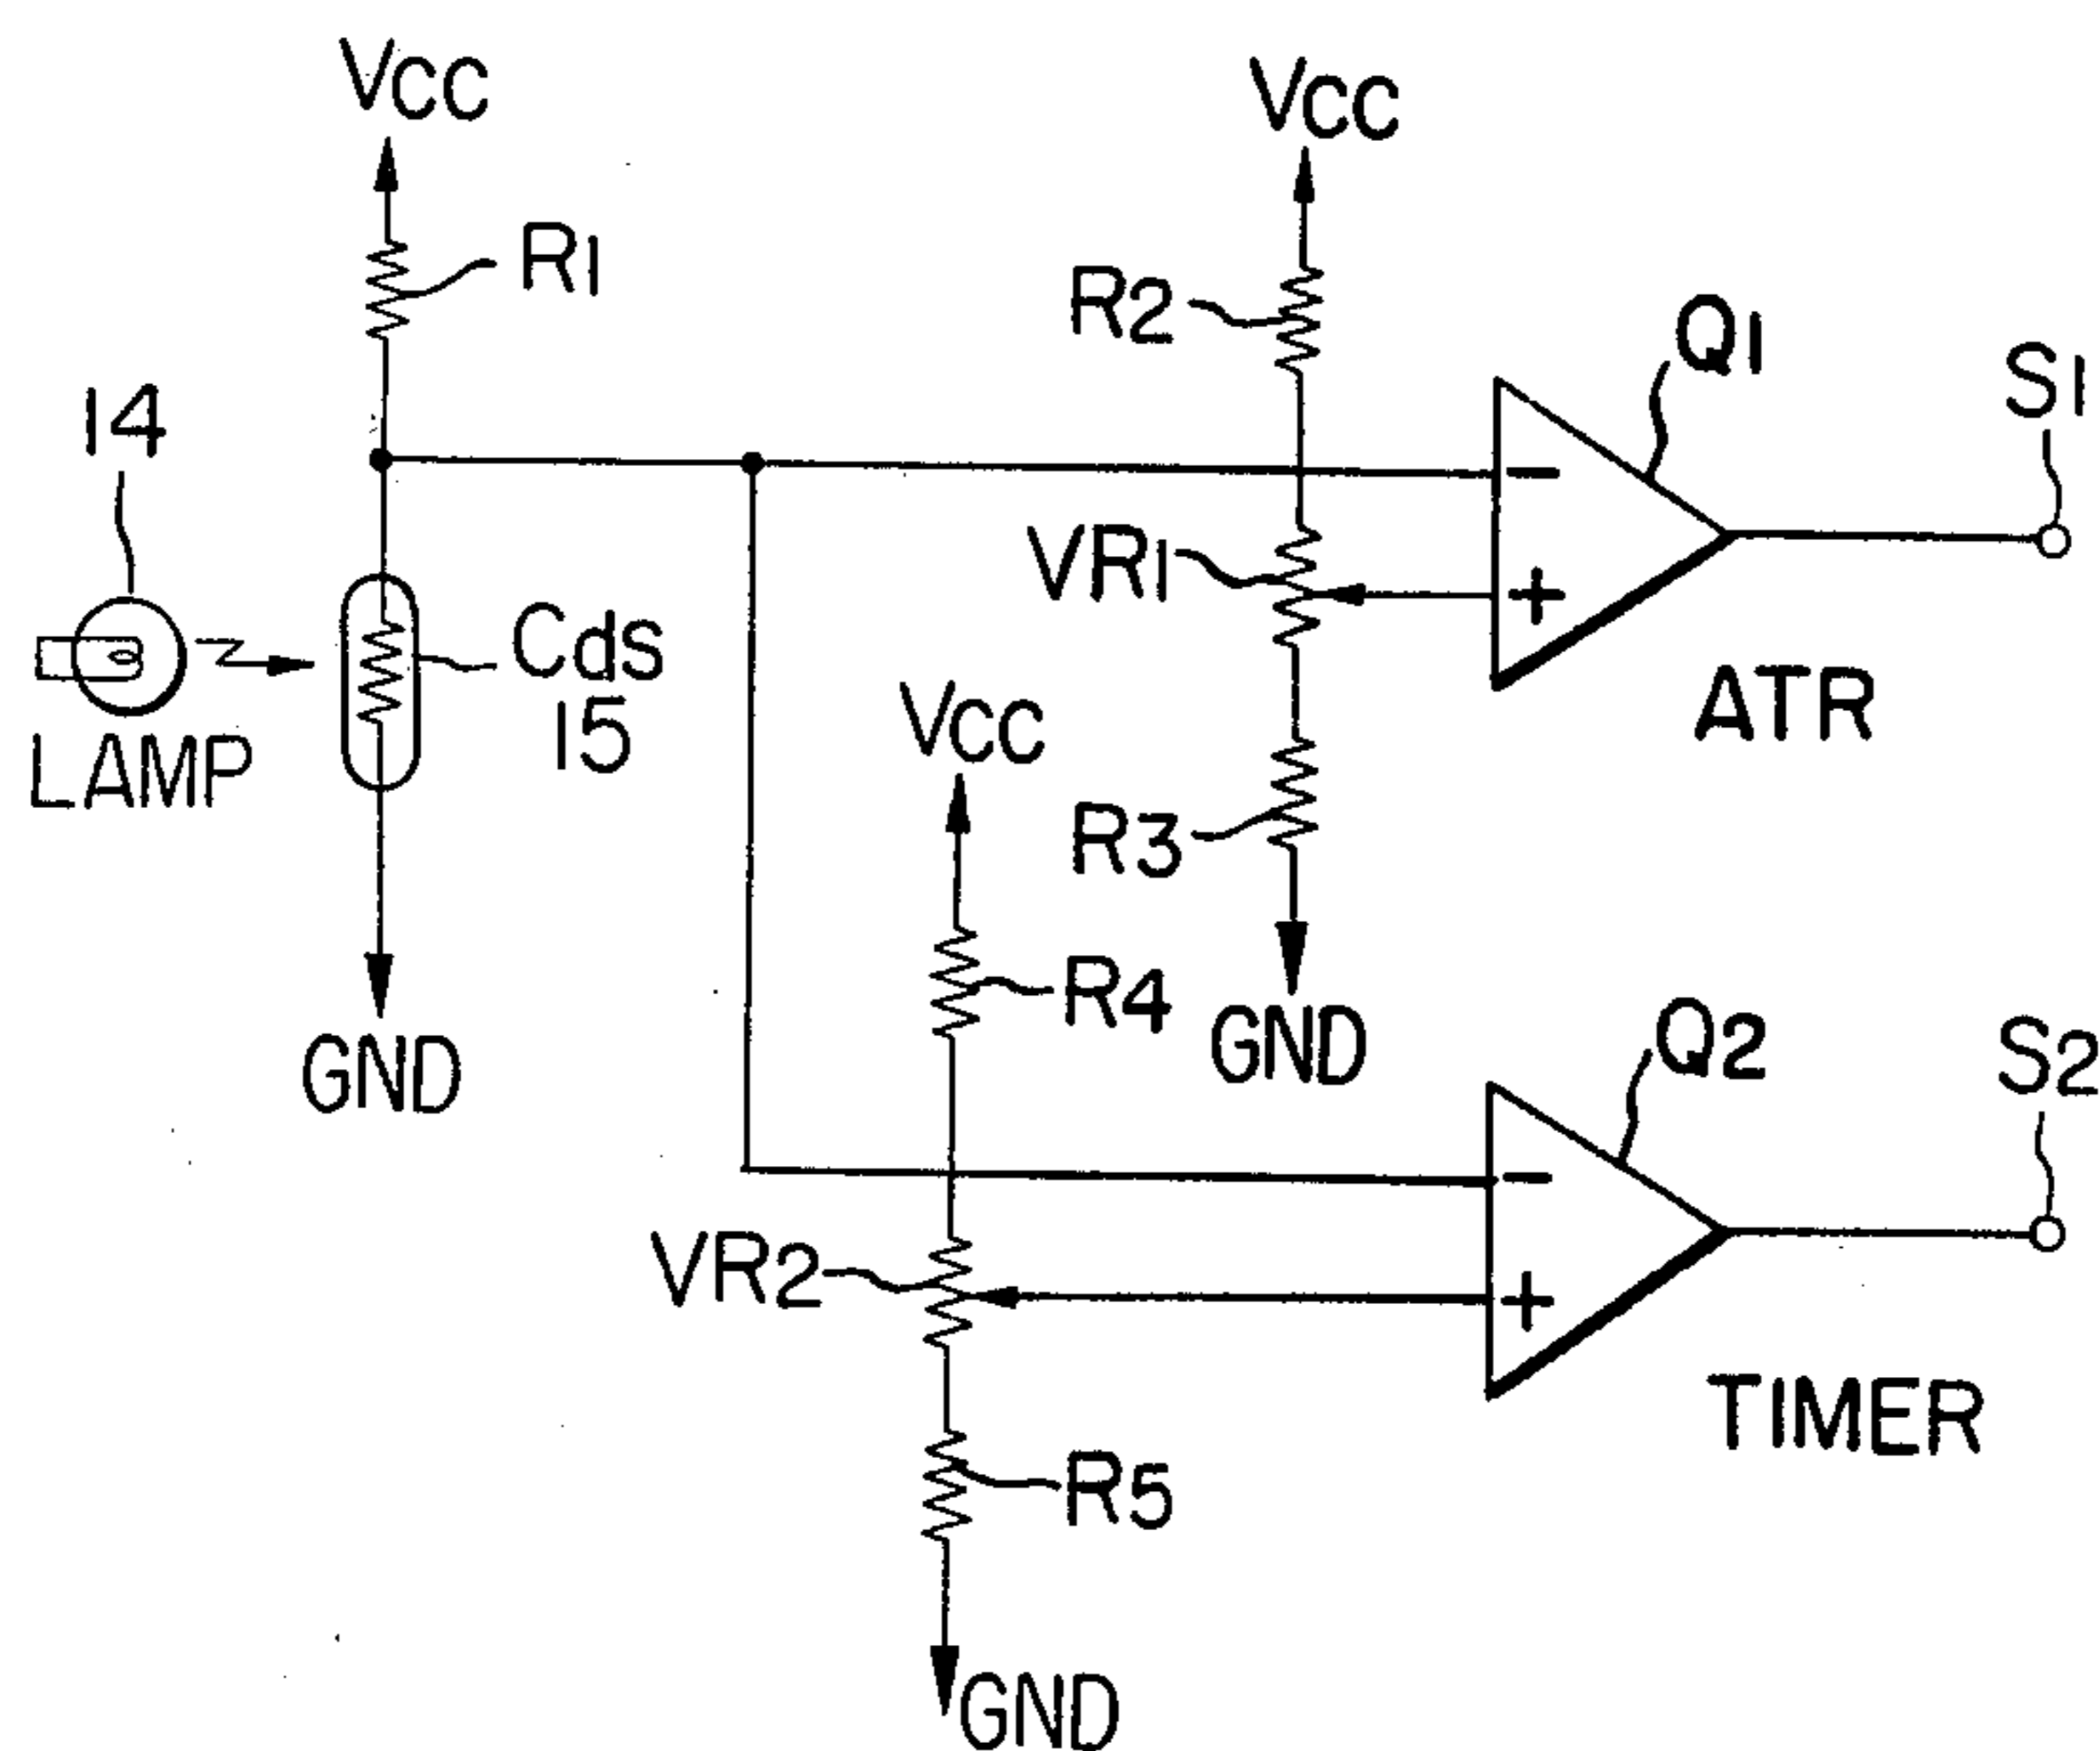 Vcc
Vcc
R1
R2
Q1
S1
14
VR1
Cds
15
LAMP
ATR
Vcc
R3
R4
GND
GND
Q2
S2
VR2
TIMER
R5
GND